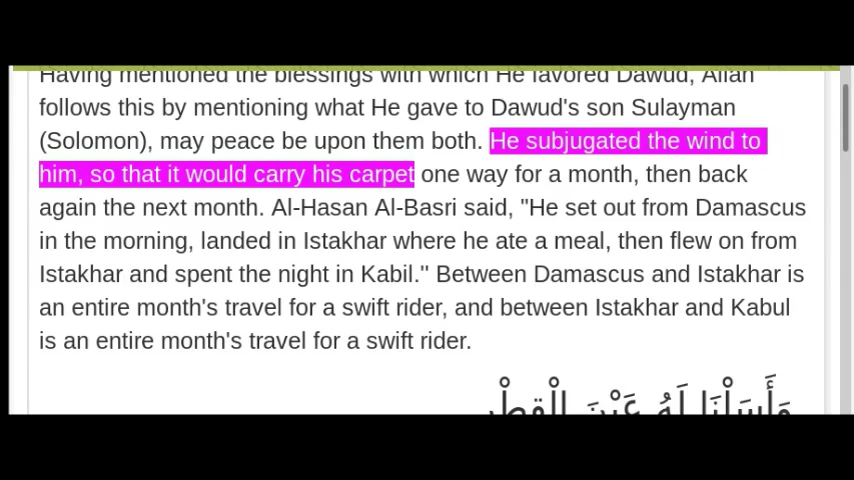 Having mentioned the blessings with which He favored Dawud, Allah
follows this by mentioning what He gave to Dawud's son Sulayman
(Solomon), may peace be upon them both. He subjugated the wind to
him, so that it would carry his carpet one way for a month, then back
again the next month. Al-Hasan Al-Basri said, "He set out from Damascus
in the morning, landed in Istakhar where he ate a meal, then flew on from
Istakhar and spent the night in Kabil.'' Between Damascus and Istakhar is
an entire month's travel for a swift rider, and between Istakhar and Kabul
is an entire month's travel for a swift rider.
وَأَسَلْنَا لَهُ عَيْنَ الْقِطْرِ